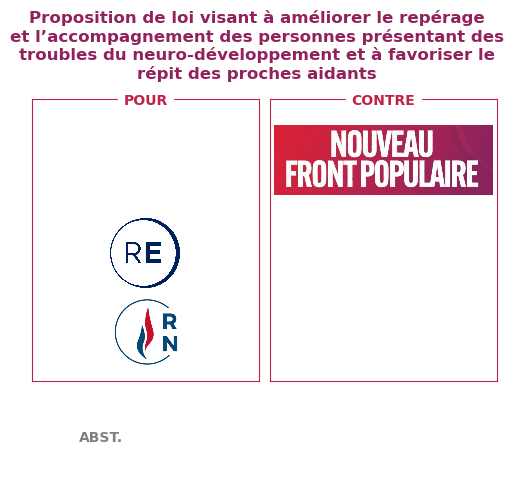 Proposition de loi visant à améliorer le repérage
et l’accompagnement des personnes présentant des
troubles du neuro-développement et à favoriser le
répit des proches aidants
POUR
CONTRE
NOUVEAU
FRONT POPULAIRE
RE
R
N
ABST.